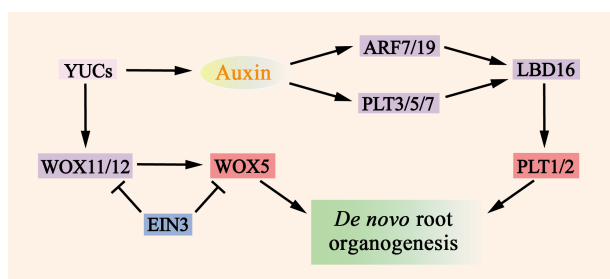 ARF7/19
YUCs
Auxin
LBD16
PLT3/5/7
WOX11/12
WOX5
PLT1/2
EIN3
De novo root
organogenesis